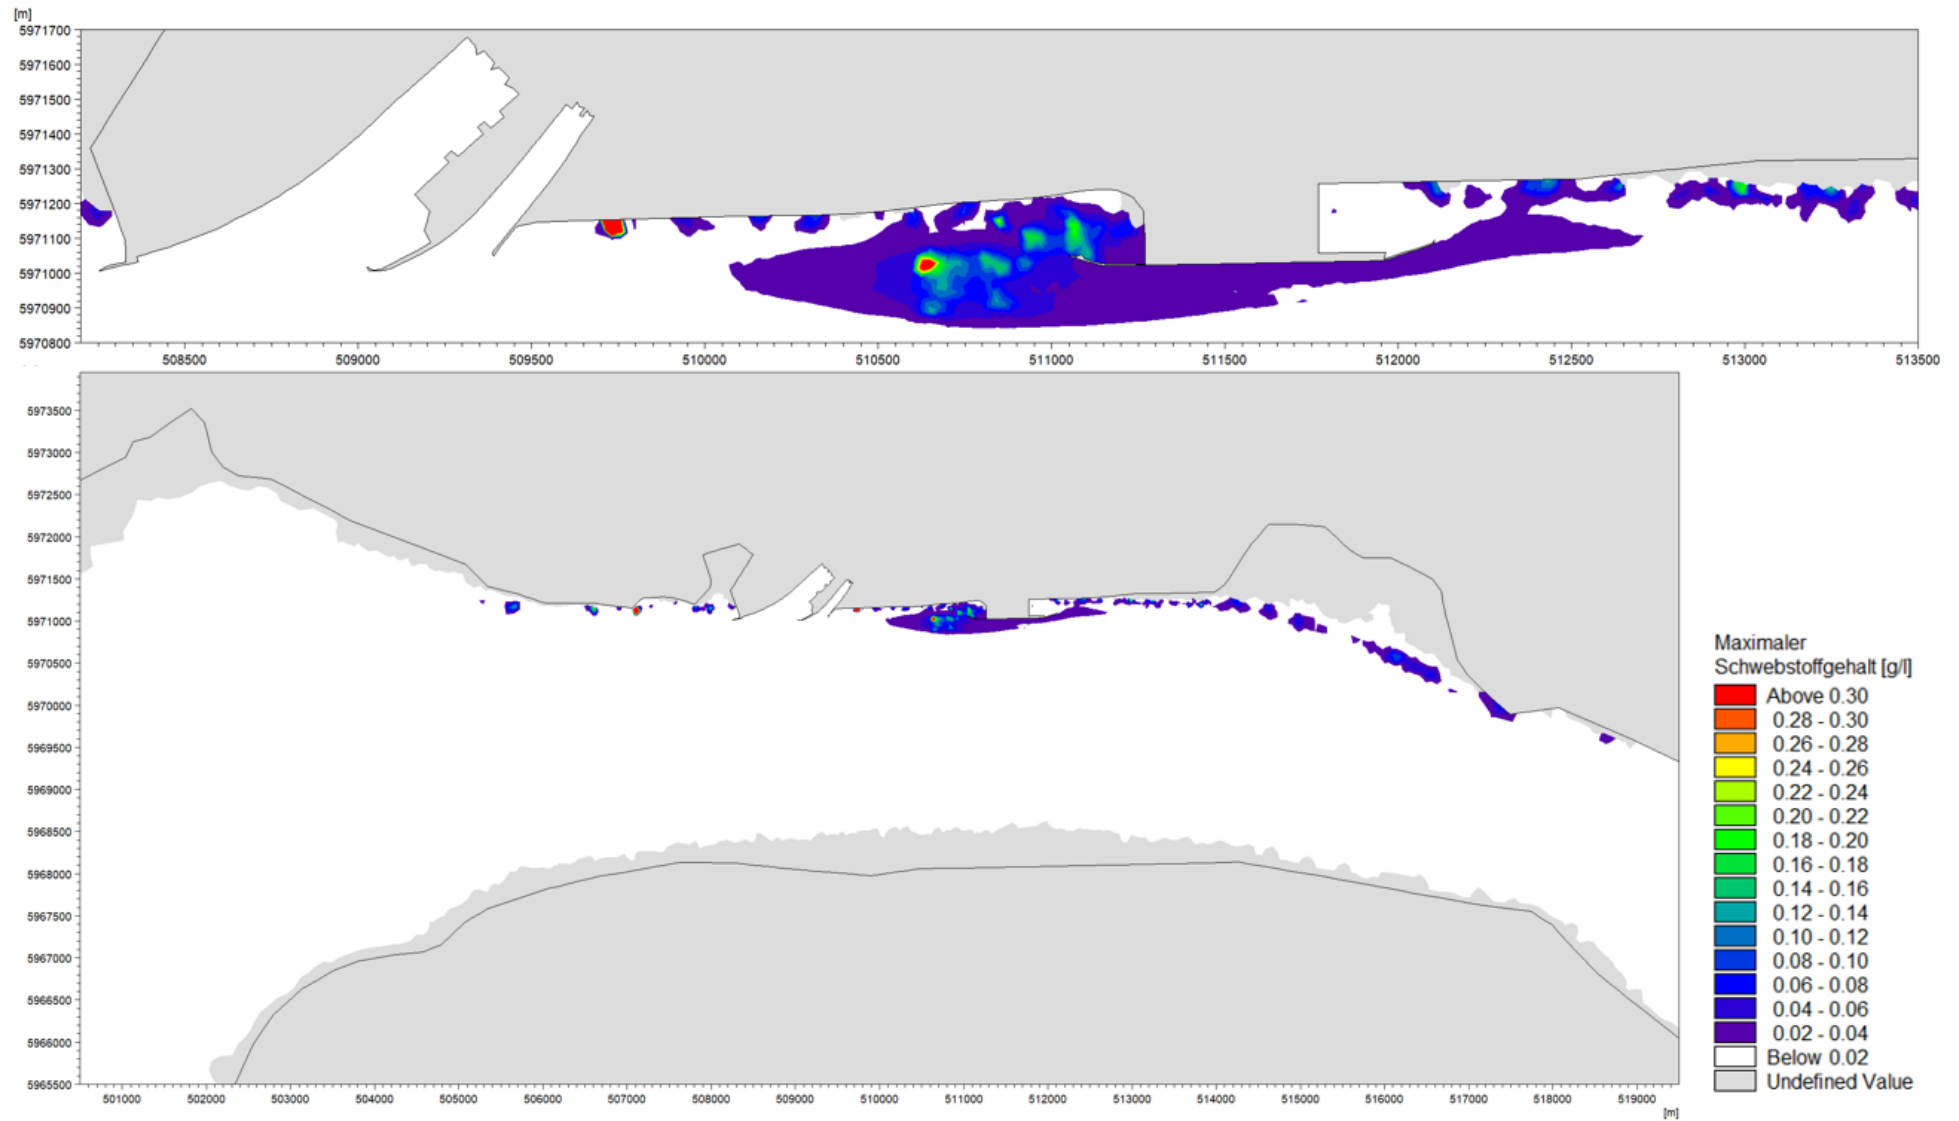 [m]
5971700
5971600
5971500
5971400
5971300
5971200
5971100
5971000
5970900
5970800
508500 509000 509500 510000 510500 511000 511500 512000 512500 513000 513500
5973500
5973000
5972500
5972000
5971500
5971000
5970500
5970000
5969500
5969000
5968500
5968000
5967500
5967000
5966500
5966000
5965500
501000 502000 503000 504000 505000 506000 507000 508000 509000 510000 511000 512000 513000 514000 515000 516000 517000 518000 519000
[m]
Maximaler
Schwebstoffgehalt [g/l]
Above 0.30
0.28 - 0.30
0.26 - 0.28
0.24 - 0.26
0.22 - 0.24
0.20 - 0.22
0.18 - 0.20
0.16 - 0.18
0.14 - 0.16
0.12 - 0.14
0.10 - 0.12
0.08 - 0.10
0.06 - 0.08
0.04 - 0.06
0.02 - 0.04
Below 0.02
Undefined Value